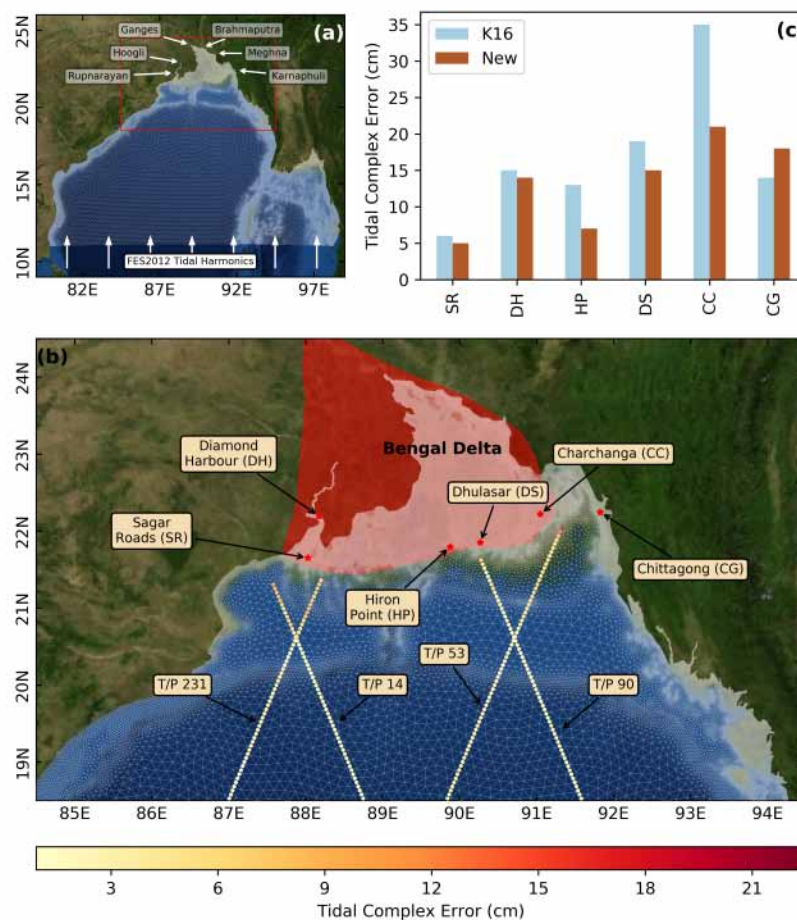 (a)
26N
20N
15N
10N
82E
87E
92E
97E
Ganges
Brahmaputra
Hoogli
Meghna
Rupnarayan
Karnaphuli
FES2012 Tidal Harmonics
(c
Tidal Complex Error (cm)
35
30
25
20
15
10
5
0
K16
New
SR
DH
HP
DS
CC
CG
(b)
24N
23N
22N
21N
20N
19N
Bengal Delta
Diamond
Harbour (DH)
Charchanga (CC)
Dhulasar (DS)
Sagar
Roads (SR)
Chittagong (CG)
Hiron
Point (HP)
T/P 53
T/P 231
T/P 14
T/P 90
85E
86E
87E
88E
89E
90E
91E
92E
93E
94E
3
6
9
12
15
18
21
Tidal Complex Error (cm)